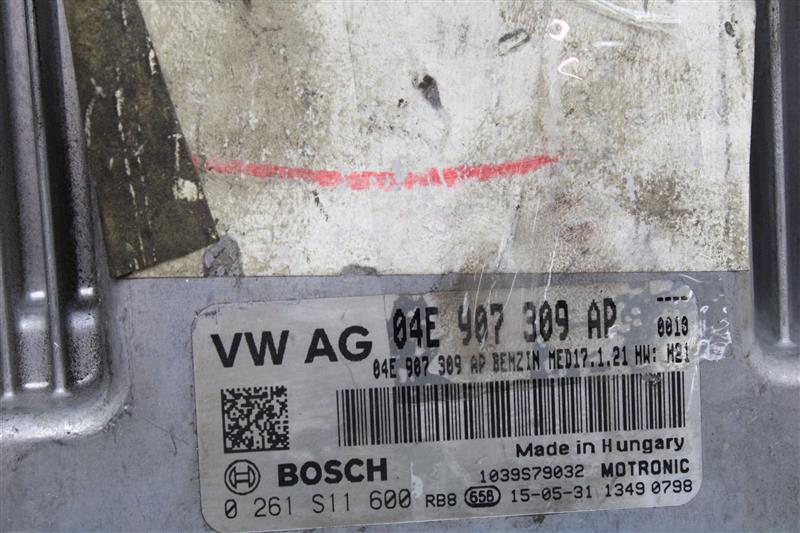 VW AG 04E 907 309 AP ----
0010
04E 907 309 AP BENZIN MED17.1.21 HW: H21
Made in Hungary
BOSCH 1039S79032 MOTRONIC
0 261 S11 600 RB8 658 15-05-31 1349 0798